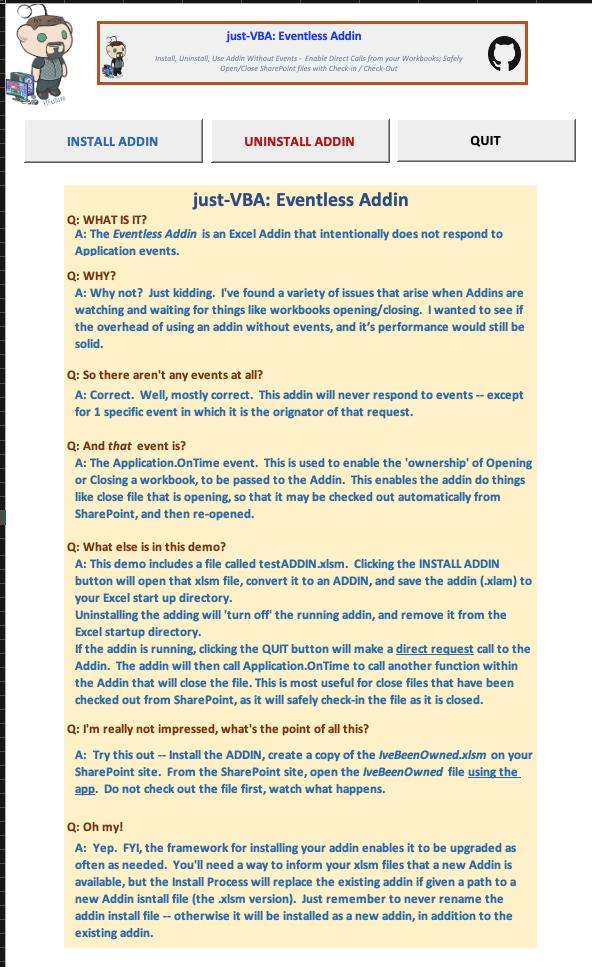 just-VBA: Eventless Addin
Install, Uninstall, Use Addin Without Events - Enable Direct Calls from your Workbooks; Safely
Open/Close SharePoint files with Check-in / Check-Out
INSTALL ADDIN
UNINSTALL ADDIN
QUIT
just-VBA: Eventless Addin
Q: WHAT IS IT?
A: The Eventless Addin is an Excel Addin that intentionally does not respond to
Application events.
Q: WHY?
A: Why not? Just kidding. I've found a variety of issues that arise when Addins are
watching and waiting for things like workbooks opening/closing. I wanted to see if
the overhead of using an addin without events, and it's performance would still be
solid.
Q: So there aren't any events at all?
A: Correct. Well, mostly correct. This addin will never respond to events -- except
for 1 specific event in which it is the orignator of that request.
Q: And that event is?
A: The Application.OnTime event. This is used to enable the 'ownership' of Opening
or Closing a workbook, to be passed to the Addin. This enables the addin do things
like close file that is opening, so that it may be checked out automatically from
SharePoint, and then re-opened.
Q: What else is in this demo?
A: This demo includes a file called testADDIN.xlsm. Clicking the INSTALL ADDIN
button will open that xlsm file, convert it to an ADDIN, and save the addin (.xlam) to
your Excel start up directory.
Uninstalling the adding will 'turn off' the running addin, and remove it from the
Excel startup directory.
If the addin is running, clicking the QUIT button will make a direct request call to the
Addin. The addin will then call Application.OnTime to call another function within
the Addin that will close the file. This is most useful for close files that have been
checked out from SharePoint, as it will safely check-in the file as it is closed.
Q: I'm really not impressed, what's the point of all this?
A: Try this out -- Install the ADDIN, create a copy of the IveBeenOwned.xlsm on your
SharePoint site. From the SharePoint site, open the IveBeenOwned file using the
app. Do not check out the file first, watch what happens.
Q: Oh my!
A: Yep. FYI, the framework for installing your addin enables it to be upgraded as
often as needed. You'll need a way to inform your xlsm files that a new Addin is
available, but the Install Process will replace the existing addin if given a path to a
new Addin isntall file (the .xlsm version). Just remember to never rename the
addin install file -- otherwise it will be installed as a new addin, in addition to the
existing addin.